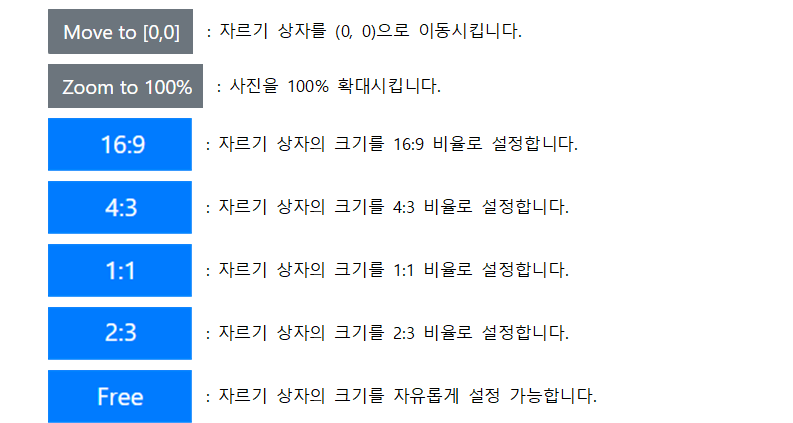 Move to [0,0] : 자르기 상자를 (0, 0)으로 이동시킵니다.
Zoom to 100% : 사진을 100% 확대시킵니다.
16:9 : 자르기 상자의 크기를 16:9 비율로 설정합니다.
4:3 : 자르기 상자의 크기를 4:3 비율로 설정합니다.
1:1 : 자르기 상자의 크기를 1:1 비율로 설정합니다.
2:3 : 자르기 상자의 크기를 2:3 비율로 설정합니다.
Free : 자르기 상자의 크기를 자유롭게 설정 가능합니다.